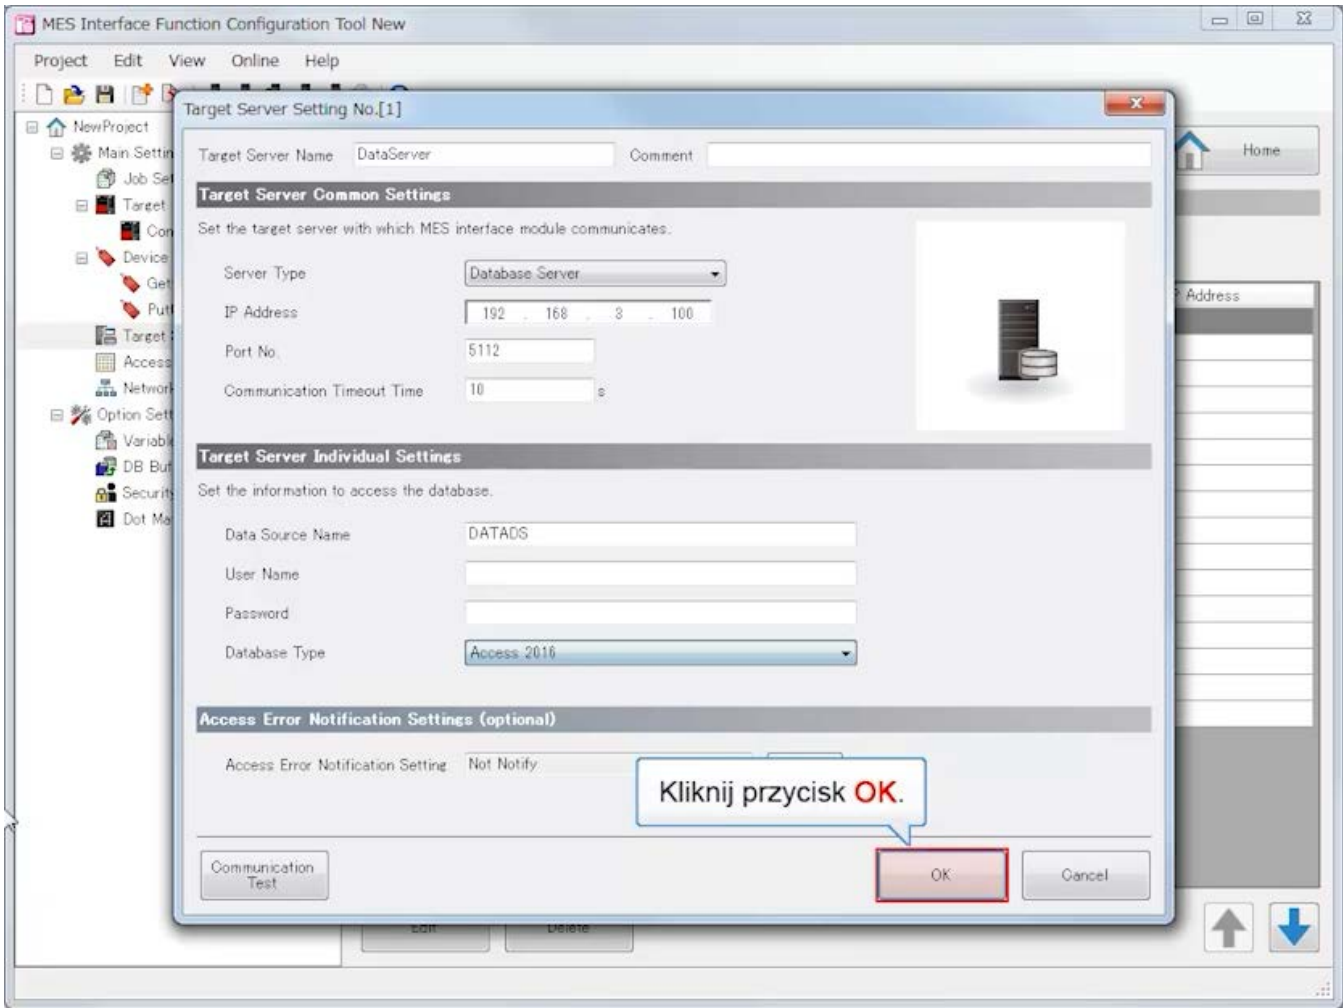 MES Interface Function Configuration Tool New
Project Edit View Online Help
Target Server Setting No.[1]
NewProject
Main Settin
Job Set
Target
Con
Device
Get
Put
Target
Access
Network
Option Sett
Variable
DB Buf
Security
Dot Ma
Target Server Name DataServer Comment
Target Server Common Settings
Set the target server with which MES interface module communicates.
Server Type Database Server
IP Address 192 . 168 . 3 . 100
Port No. 5112
Communication Timeout Time 10 s
Target Server Individual Settings
Set the information to access the database.
Data Source Name DATADS
User Name
Password
Database Type Access 2016
Access Error Notification Settings (optional)
Access Error Notification Setting Not Notify
Kliknij przycisk OK.
Communication
Test
OK Cancel
Home
Address
Edit Delete